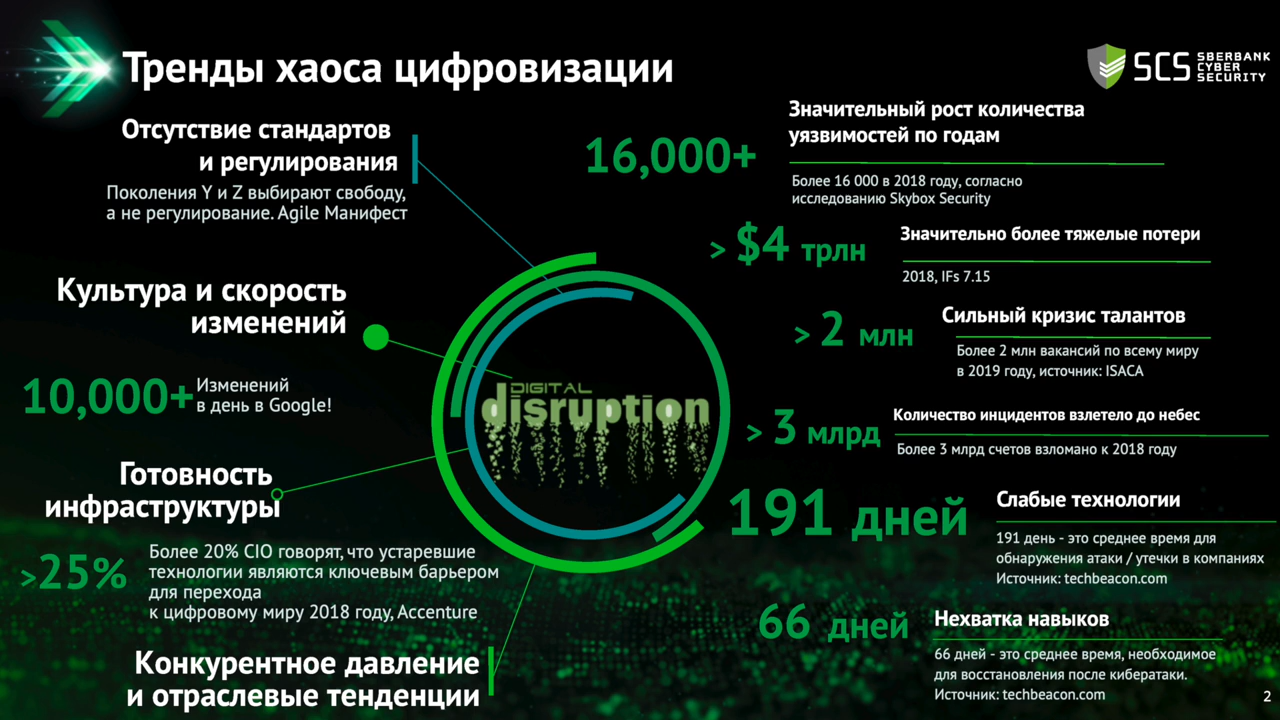 Тренды хаоса цифровизации
SCS SBERBANK
CYBER
SECURITY
Отсутствие стандартов
и регулирования
Поколения Y и Z выбирают свободу,
а не регулирование. Agile Манифест
Культура и скорость
изменений
10,000+
Изменений
в день в Google!
Готовность
инфраструктуры
>25%
Более 20% CIO говорят, что устаревшие
технологии являются ключевым барьером
для перехода
к цифровому миру 2018 году, Accenture
Конкурентное давление
и отраслевые тенденции
DIGITAL
disruption
16,000+
Значительный рост количества
уязвимостей по годам
Более 16 000 в 2018 году, согласно
исследованию Skybox Security
> $4 трлн
Значительно более тяжелые потери
2018, IFs 7.15
> 2 млн
Сильный кризис талантов
Более 2 млн вакансий по всему миру
в 2019 году, источник: ISACA
> 3 млрд
Количество инцидентов взлетело до небес
Более 3 млрд счетов взломано к 2018 году
191 дней
Слабые технологии
191 день - это среднее время для
обнаружения атаки / утечки в компаниях
Источник: techbeacon.com
66 дней
Нехватка навыков
66 дней - это среднее время, необходимое
для восстановления после кибератаки.
Источник: techbeacon.com
2